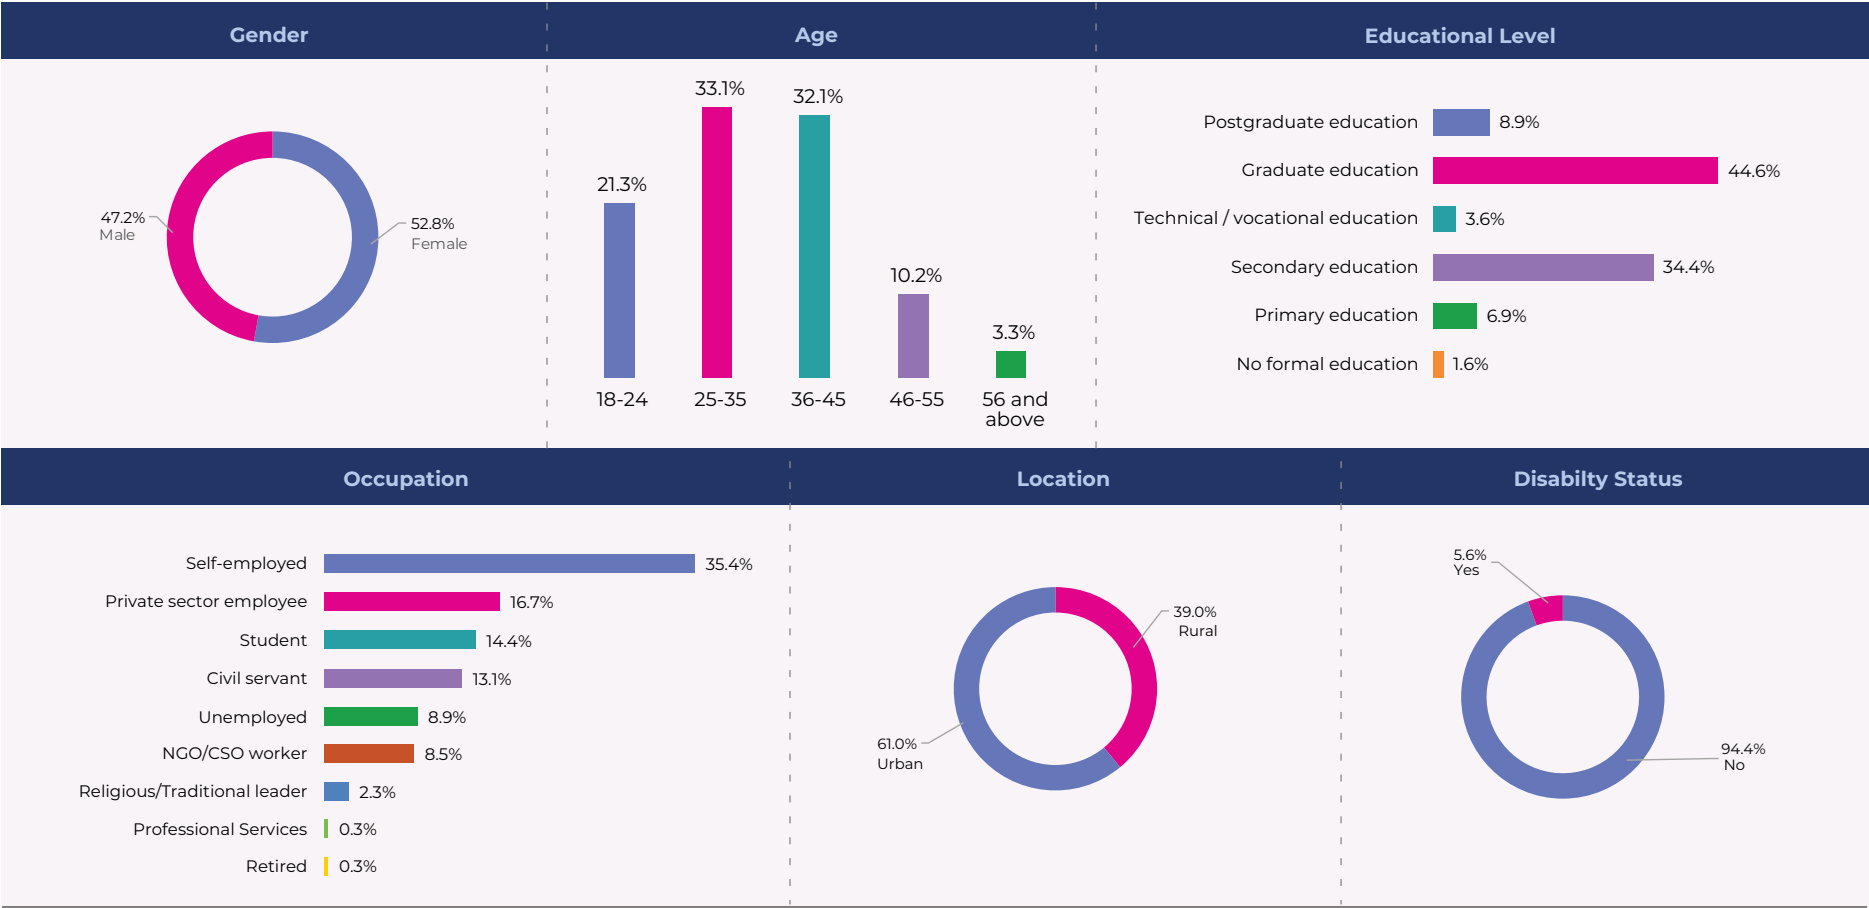 Gender
47.2%
Male
52.8%
Female
Age
21.3%
33.1%
32.1%
10.2%
3.3%
18-24
25-35
36-45
46-55
56 and
above
Educational Level
Postgraduate education 8.9%
Graduate education 44.6%
Technical / vocational education 3.6%
Secondary education 34.4%
Primary education 6.9%
No formal education 1.6%
Occupation
Self-employed 35.4%
Private sector employee 16.7%
Student 14.4%
Civil servant 13.1%
Unemployed 8.9%
NGO/CSO worker 8.5%
Religious/Traditional leader 2.3%
Professional Services 0.3%
Retired 0.3%
Location
39.0%
Rural
61.0%
Urban
Disabilty Status
5.6%
Yes
94.4%
No